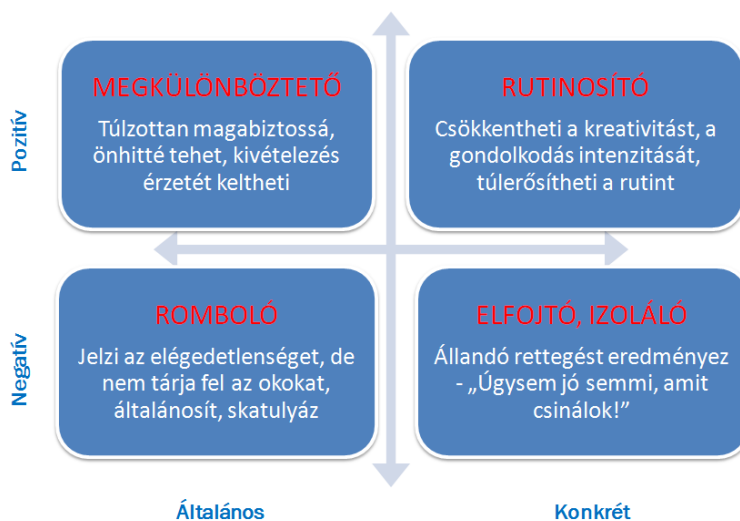 Pozitív
MEGKÜLÖNBÖZTETŐ
Túlzottan magabiztossá,
önhitté tehet, kivételezés
érzetét keltheti
RUTINOSÍTÓ
Csökkentheti a kreativitást, a
gondolkodás intenzitását,
túlerősítheti a rutint
Negatív
ROMBOLÓ
Jelzi az elégedetlenséget, de
nem tárja fel az okokat,
általánosít, skatulyáz
ELFOJTÓ, IZOLÁLÓ
Állandó rettegést eredményez
- „Úgysem jó semmi, amit
csinálok!”
Általános
Konkrét